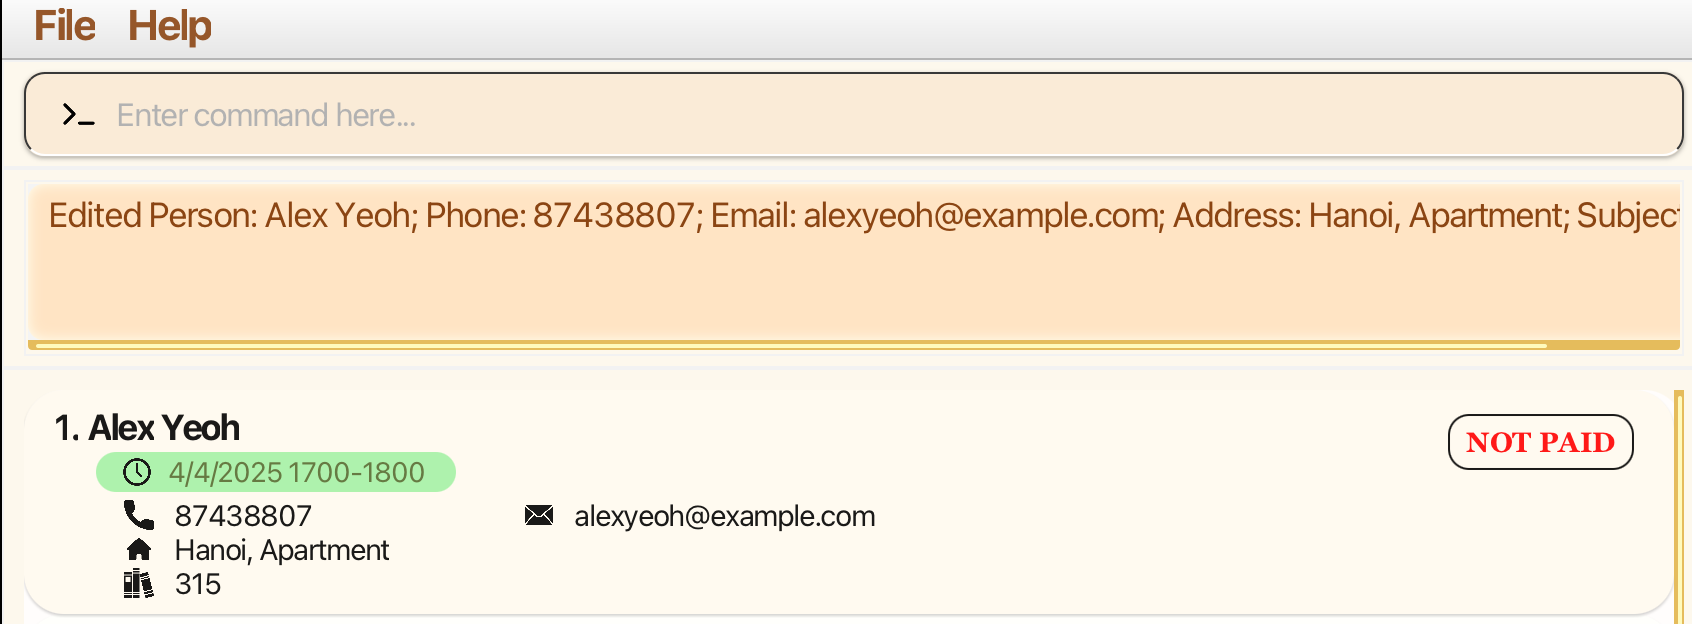 File Help
Enter command here...
Edited Person: Alex Yeoh; Phone: 87438807; Email: alexyeoh@example.com; Address: Hanoi, Apartment; Subject
1. Alex Yeoh
NOT PAID
4/4/2025 1700-1800
87438807 alexyeoh@example.com
Hanoi, Apartment
315